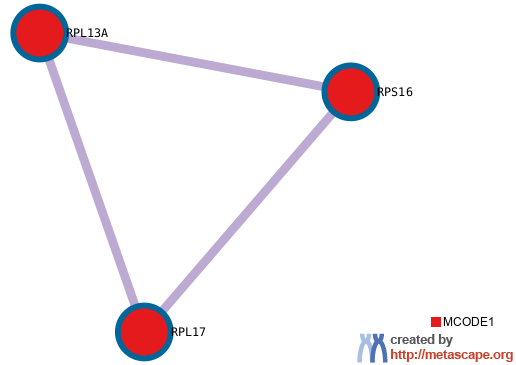 RPL13A
RPS16
RPL17
MCODE1
created by
http://metascape.org